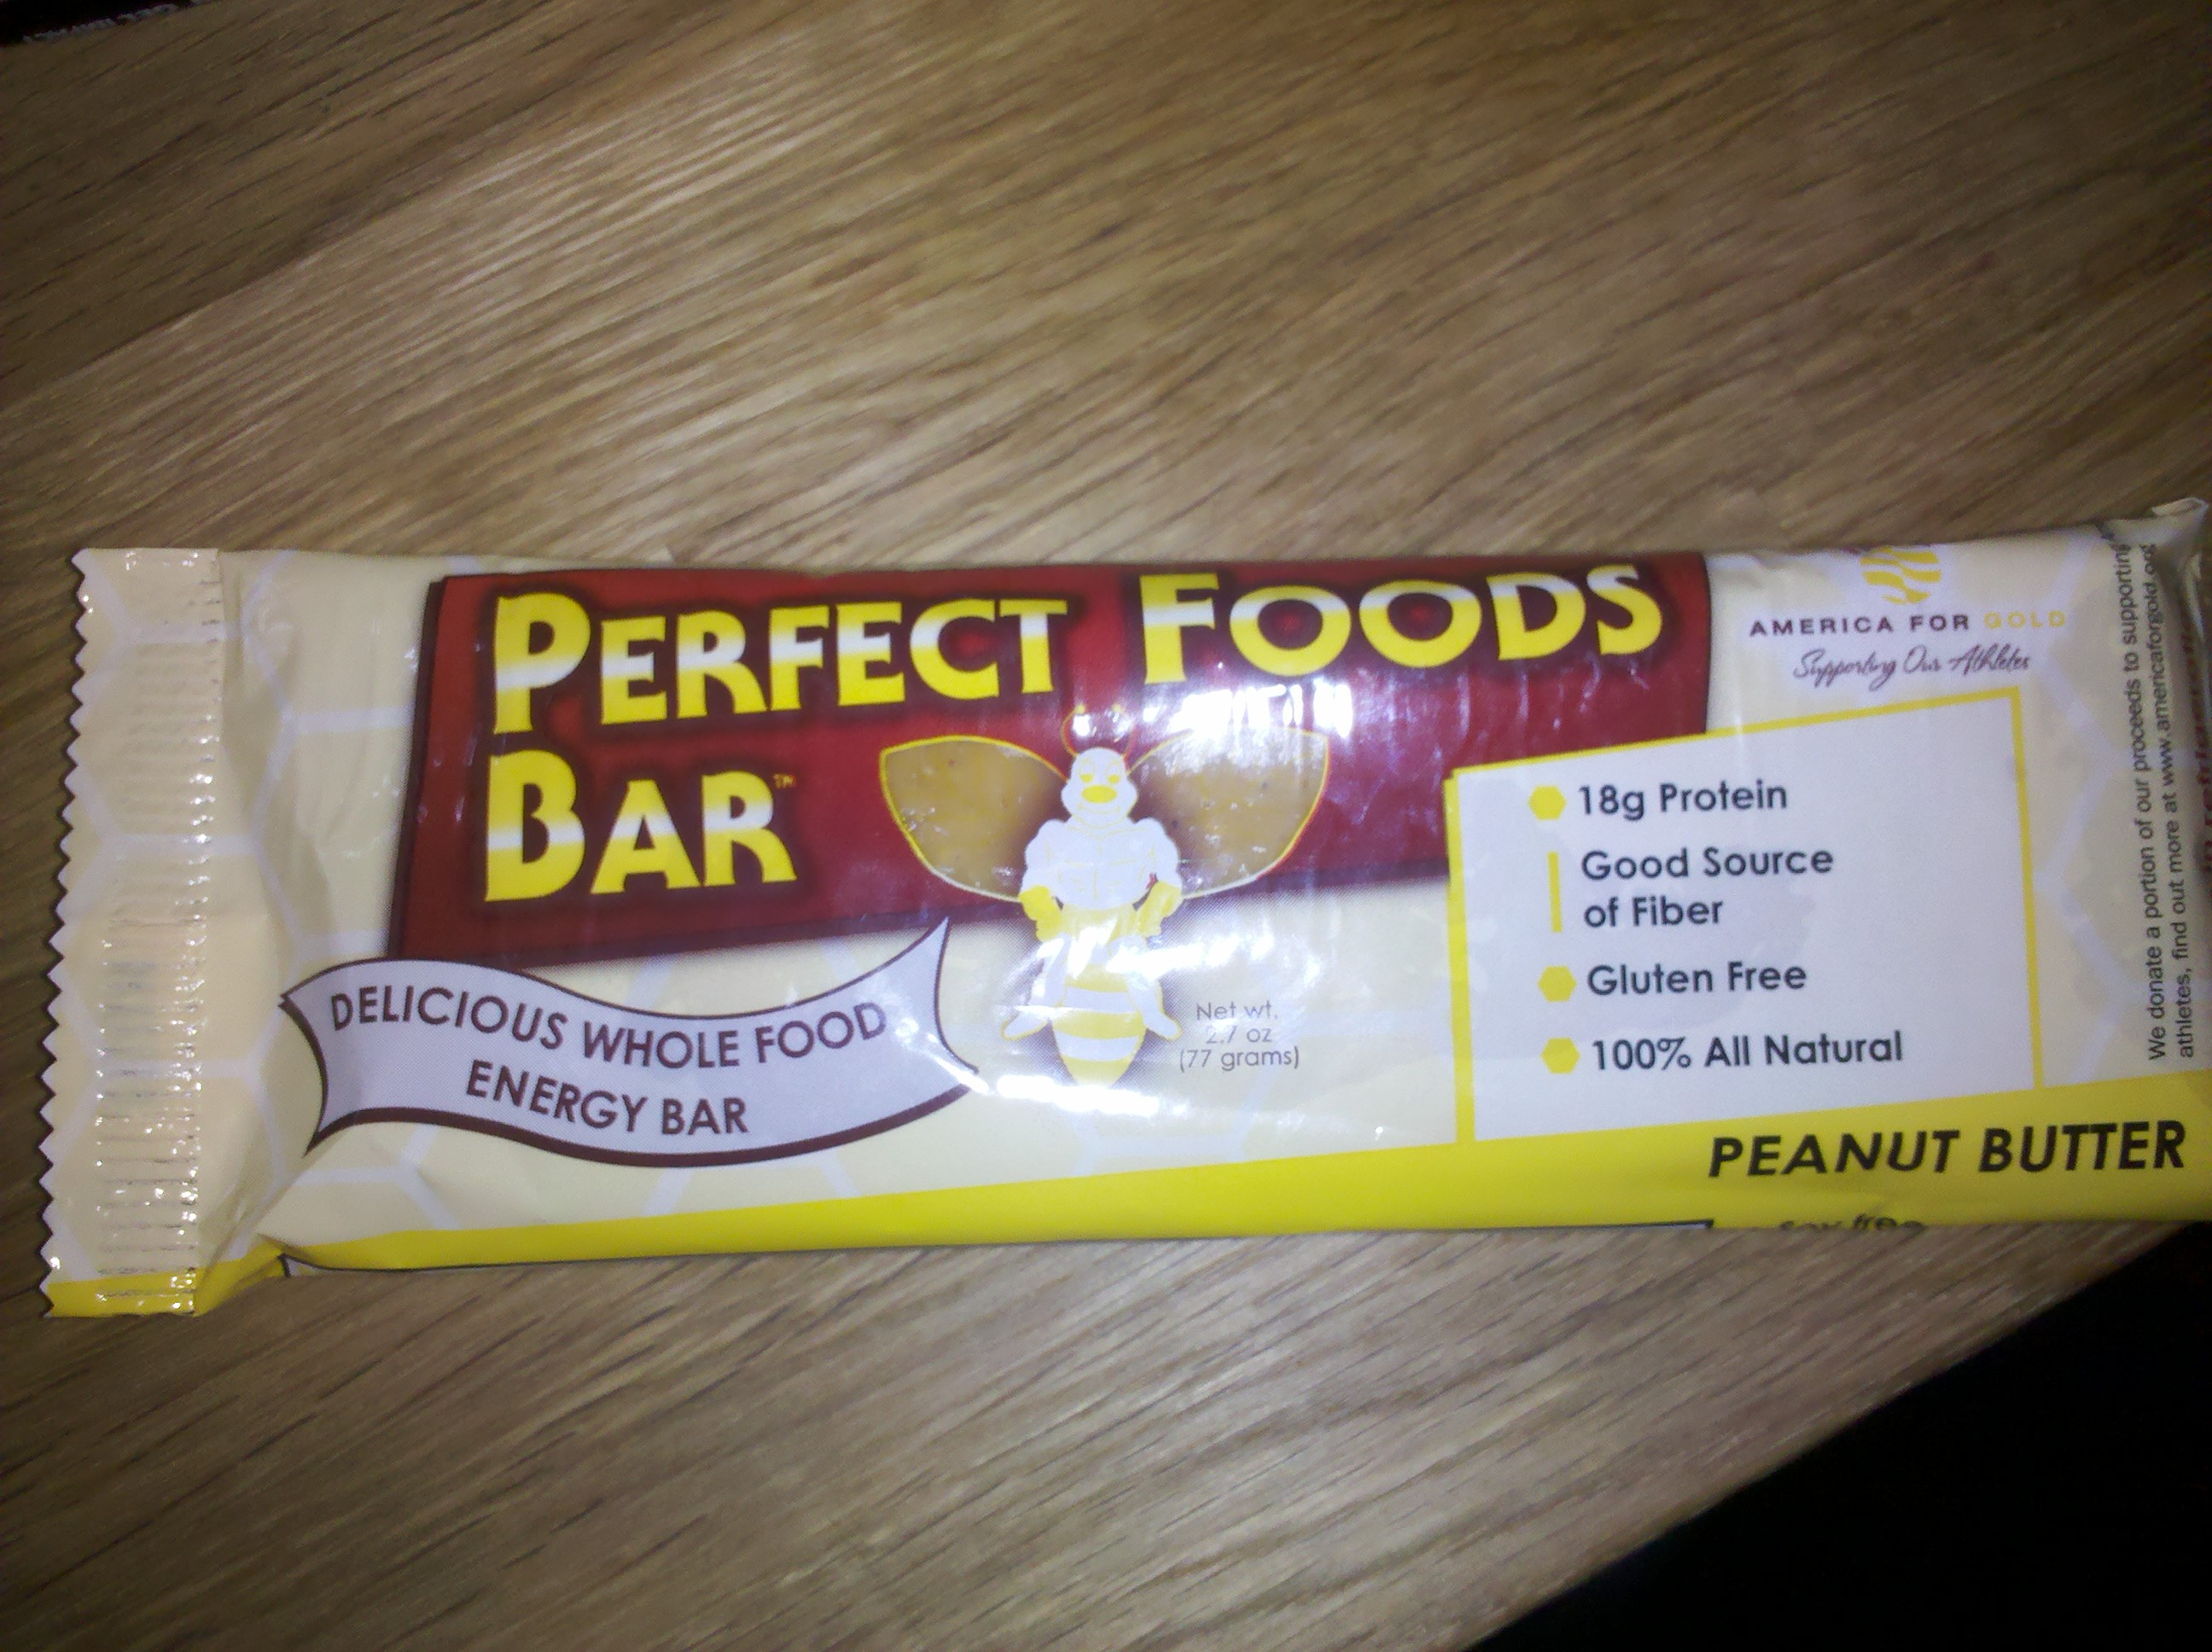 PERFECT FOODS
BAR™
DELICIOUS WHOLE FOOD
ENERGY BAR
Net wt.
2.7 oz
(77 grams)
AMERICA FOR GOLD
Supporting Our Athletes
18g Protein
Good Source
of Fiber
Gluten Free
100% All Natural
PEANUT BUTTER
We donate a portion of our proceeds to supporting
athletes, find out more at www.americaforgold.org
Soy free